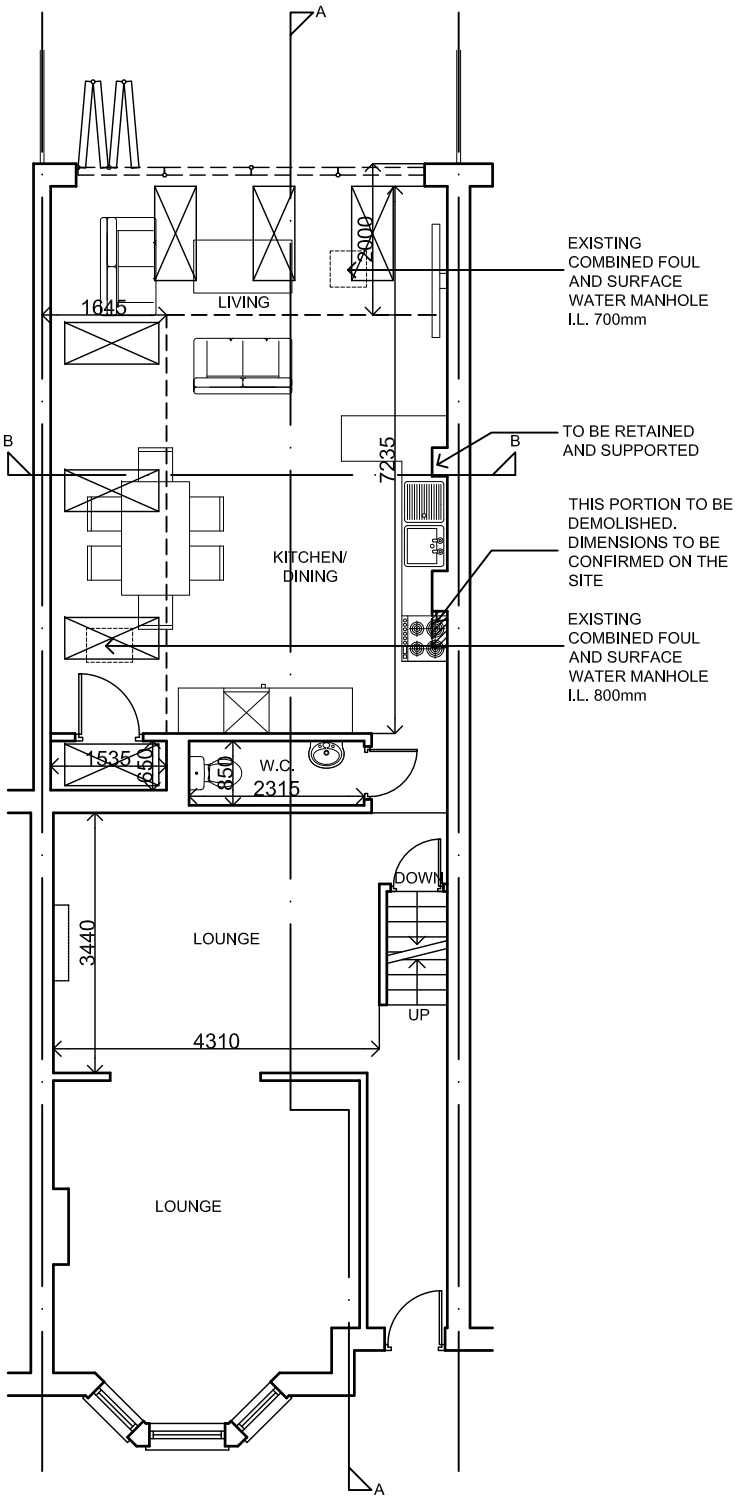 A
EXISTING
COMBINED FOUL
AND SURFACE
WATER MANHOLE
I.L. 700mm
2000
LIVING
1645
B
TO BE RETAINED
AND SUPPORTED
B
7235
THIS PORTION TO BE
DEMOLISHED.
DIMENSIONS TO BE
CONFIRMED ON THE
SITE
KITCHEN/
DINING
EXISTING
COMBINED FOUL
AND SURFACE
WATER MANHOLE
I.L. 800mm
1535
650
850
W.C.
2315
DOWN
LOUNGE
3440
UP
4310
LOUNGE
A